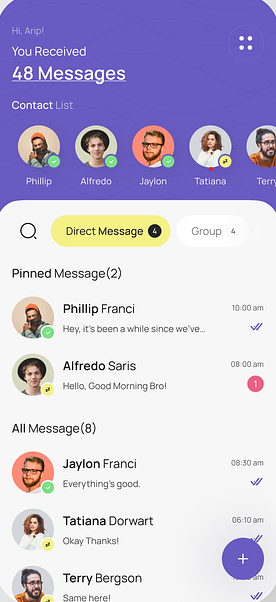 Hi, Arip!
You Received
48 Messages
Contact List
Phillip Alfredo Jaylon Tatiana Terry
Direct Message 4 Group 4
Pinned Message(2)
Phillip Franci 10:00 am
Hey, it's been a while since we've...
Alfredo Saris 08:00 am
Hello, Good Morning Bro! 1
All Message(8)
Jaylon Franci 08:30 am
Everything's good.
Tatiana Dorwart 06:10 am
Okay Thanks!
Terry Bergson am
Same here!